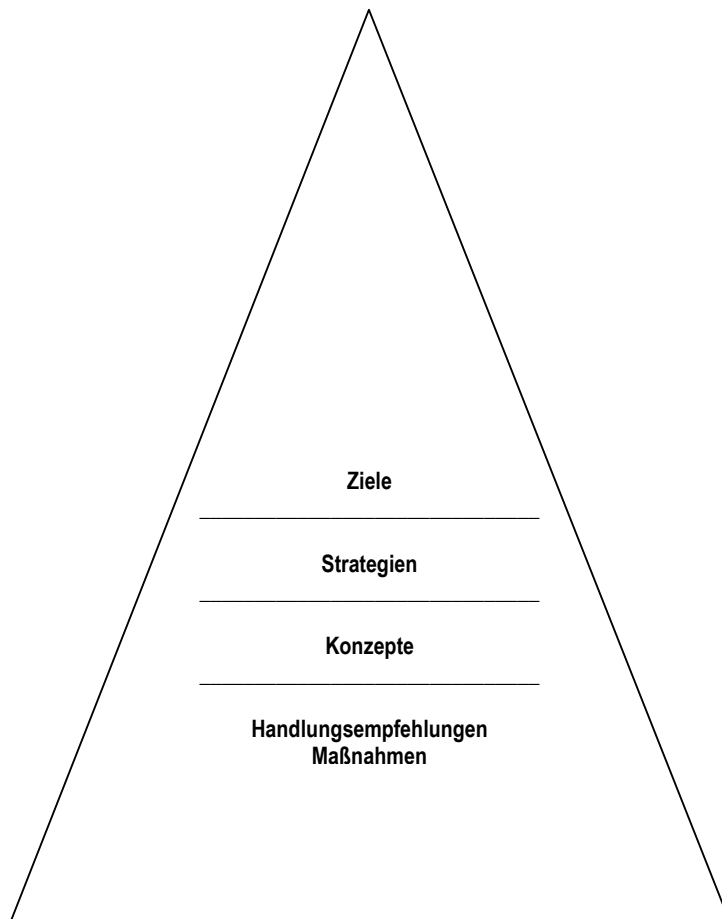 Ziele
Strategien
Konzepte
Handlungsempfehlungen
Maßnahmen